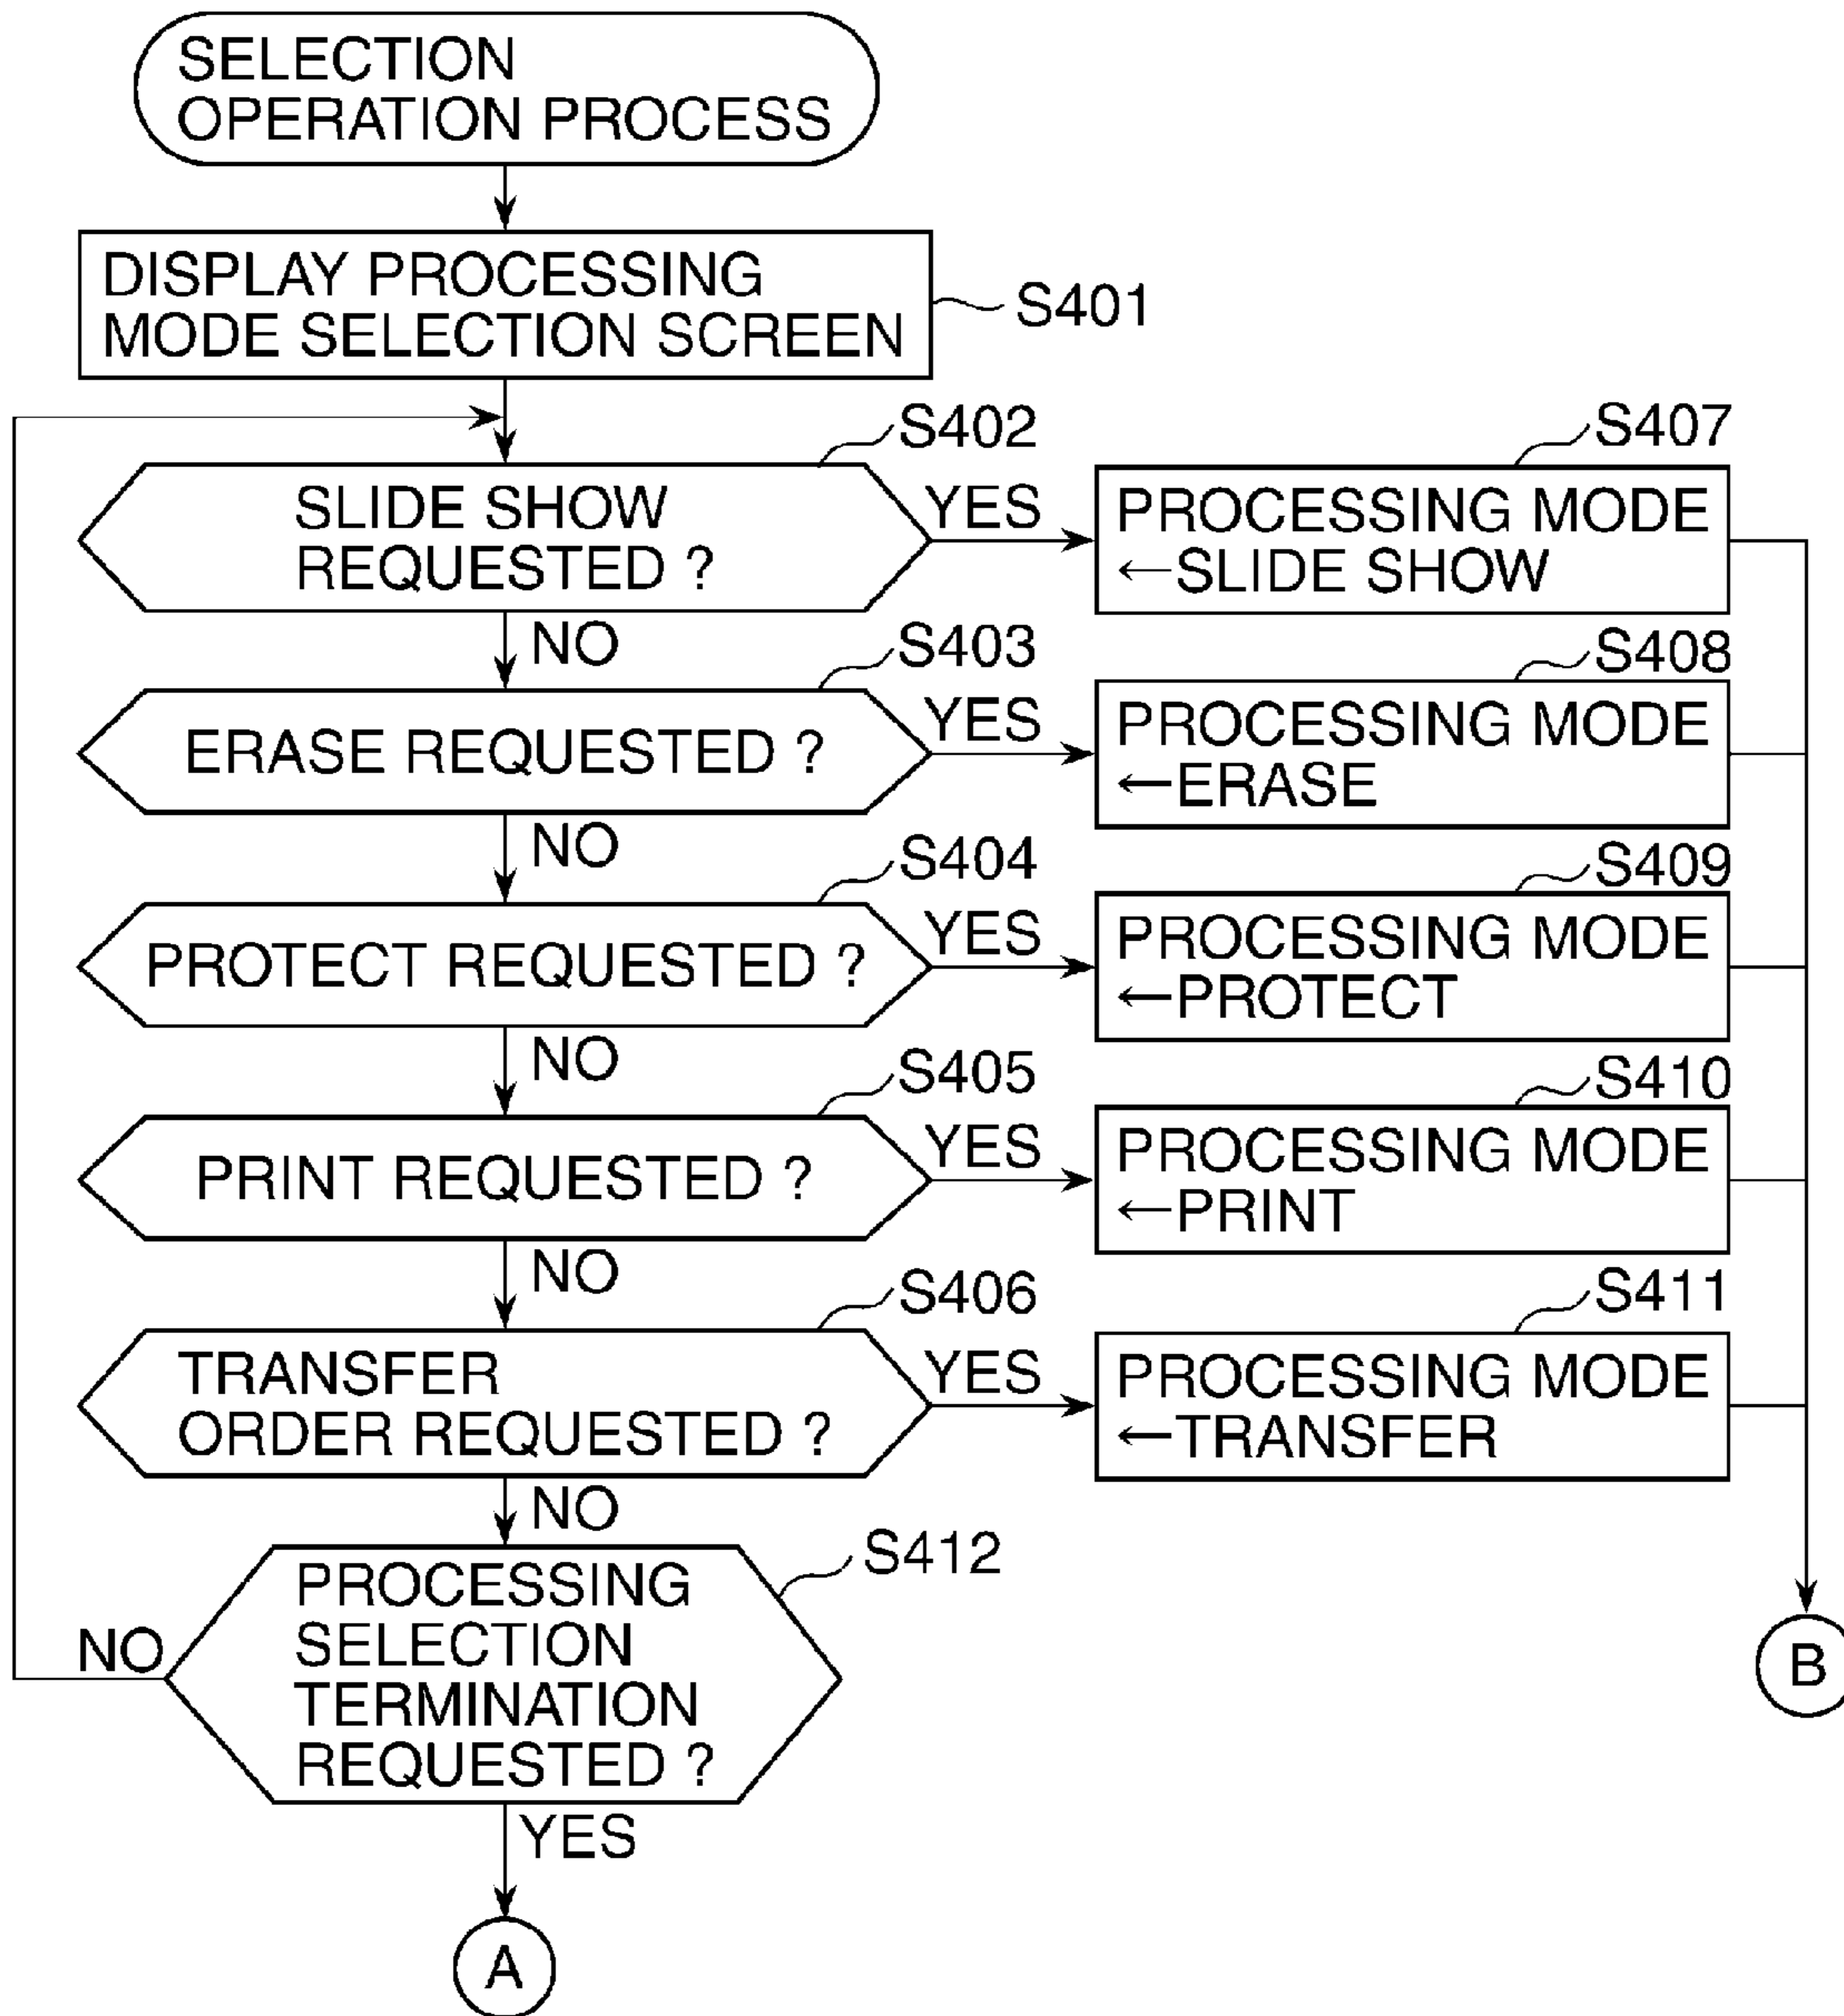 SELECTION
OPERATION PROCESS
DISPLAY PROCESSING
MODE SELECTION SCREEN
S401
S402
SLIDE SHOW
REQUESTED ?
YES
S407
PROCESSING MODE
←SLIDE SHOW
NO
S403
ERASE REQUESTED ?
YES
S408
PROCESSING MODE
←ERASE
NO
S404
PROTECT REQUESTED ?
YES
S409
PROCESSING MODE
←PROTECT
NO
S405
PRINT REQUESTED ?
YES
S410
PROCESSING MODE
←PRINT
NO
S406
TRANSFER
ORDER REQUESTED ?
YES
S411
PROCESSING MODE
←TRANSFER
NO
S412
PROCESSING
SELECTION
TERMINATION
REQUESTED ?
NO
YES
B
A